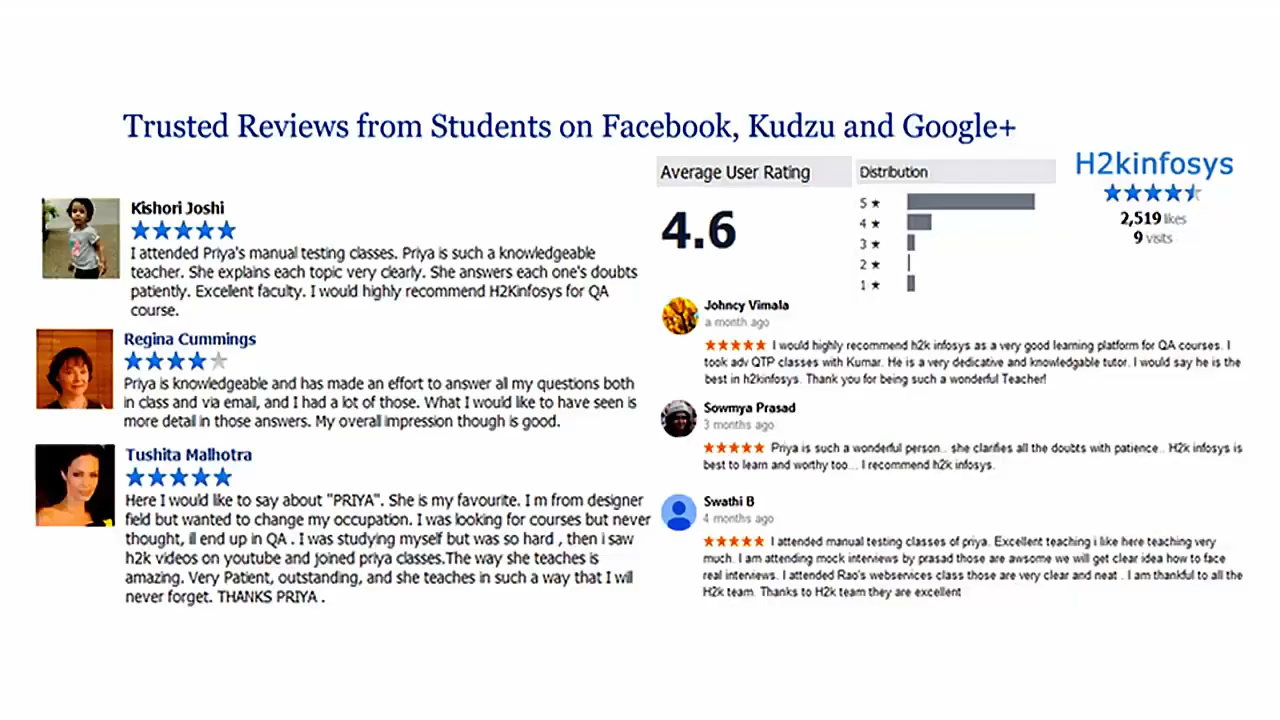 Trusted Reviews from Students on Facebook, Kudzu and Google+
Kishori Joshi
I attended Priya's manual testing classes. Priya is such a knowledgeable
teacher. She explains each topic very clearly. She answers each one's doubts
patiently. Excellent faculty. I would highly recommend H2Kinfosys for QA
course.
Regina Cummings
Priya is knowledgeable and has made an effort to answer all my questions both
in class and via email, and I had a lot of those. What I would like to have seen is
more detail in those answers. My overall impression though is good.
Tushita Malhotra
Here I would like to say about "PRIYA". She is my favourite. I m from designer
field but wanted to change my occupation. I was looking for courses but never
thought, ill end up in QA . I was studying myself but was so hard , then i saw
h2k videos on youtube and joined priya classes.The way she teaches is
amazing. Very Patient, outstanding, and she teaches in such a way that I will
never forget. THANKS PRIYA .
Average User Rating
4.6
Distribution
5 ★
4 ★
3 ★
2 ★
1 ★
H2kinfosys
2,519 likes
9 visits
Johncy Vimala
a month ago
★★★★★ I would highly recommend h2k infosys as a very good learning platform for QA courses. I
took adv QTP classes with Kumar. He is a very dedicative and knowledgable tutor. I would say he is the
best in h2kinfosys. Thank you for being such a wonderful Teacher!
Sowmya Prasad
3 months ago
★★★★★ Priya is such a wonderful person.. she clarifies all the doubts with patience.. H2k infosys is
best to learn and worthy too... I recommend h2k infosys.
Swathi B
4 months ago
★★★★★ I attended manual testing classes of priya. Excellent teaching i like here teaching very
much. I am attending mock interviews by prasad those are awsome we will get clear idea how to face
real interviews. I attended Rao's webservices class those are very clear and neat . I am thankful to all the
H2k team. Thanks to H2k team they are excellent